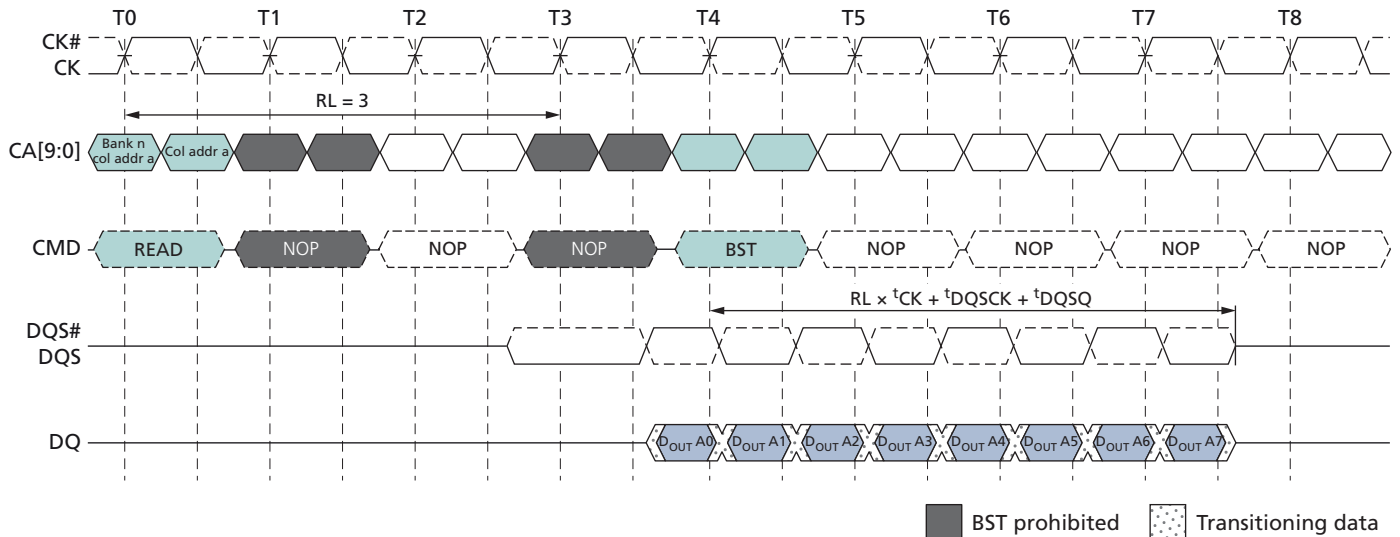 T0 T1 T2 T3 T4 T5 T6 T7 T8
CK#
CK
RL = 3
CA[9:0]
Bank n
col addr a
Col addr a
CMD
READ NOP NOP NOP BST NOP NOP NOP NOP
RL × tCK + tDQSCK + tDQSQ
DQS#
DQS
DQ
DOUT A0 DOUT A1 DOUT A2 DOUT A3 DOUT A4 DOUT A5 DOUT A6 DOUT A7
BST prohibited Transitioning data